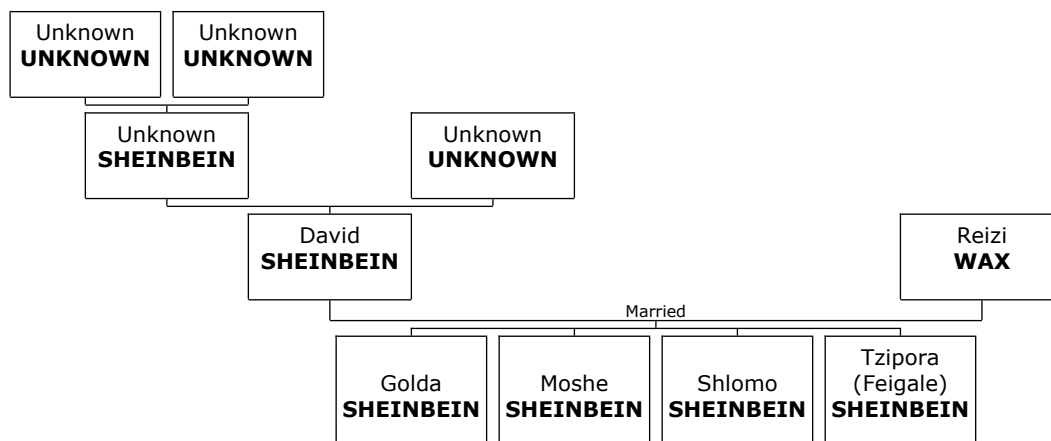 Unknown
UNKNOWN
Unknown
UNKNOWN
Unknown
SHEINBEIN
Unknown
UNKNOWN
David
SHEINBEIN
Reizi
WAX
Married
Golda
SHEINBEIN
Moshe
SHEINBEIN
Shlomo
SHEINBEIN
Tzipora
(Feigale)
SHEINBEIN